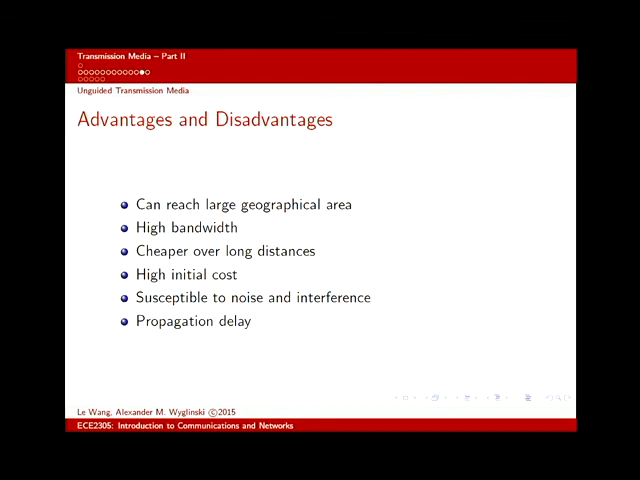 Transmission Media – Part II
Unguided Transmission Media
Advantages and Disadvantages
Can reach large geographical area
High bandwidth
Cheaper over long distances
High initial cost
Susceptible to noise and interference
Propagation delay
Le Wang, Alexander M. Wyglinski ©2015
ECE2305: Introduction to Communications and Networks